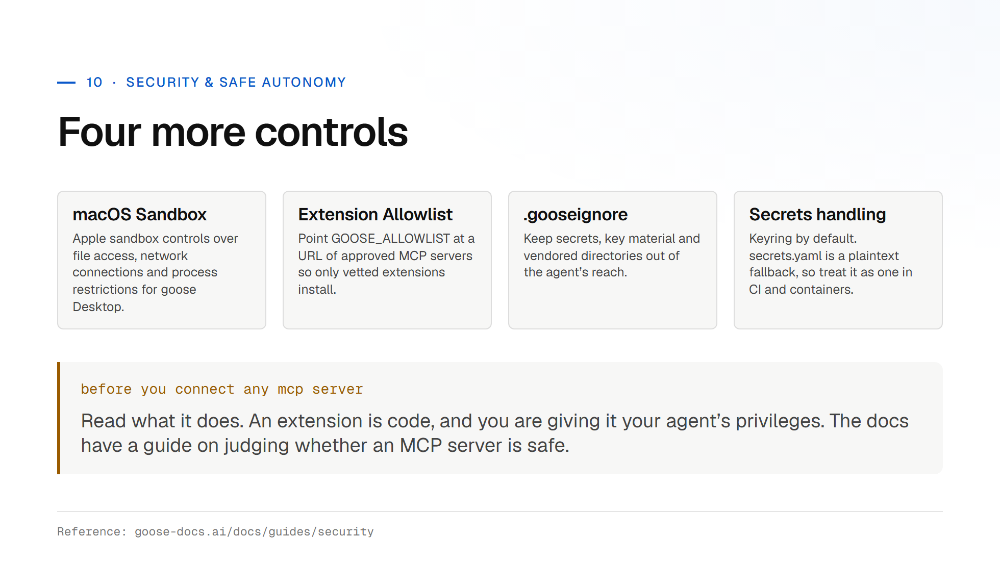 10 · SECURITY & SAFE AUTONOMY
Four more controls
macOS Sandbox
Apple sandbox controls over
file access, network
connections and process
restrictions for goose
Desktop.
Extension Allowlist
Point GOOSE_ALLOWLIST at a
URL of approved MCP servers
so only vetted extensions
install.
.gooseignore
Keep secrets, key material and
vendored directories out of
the agent’s reach.
Secrets handling
Keyring by default.
secrets.yaml is a plaintext
fallback, so treat it as one in
CI and containers.
before you connect any mcp server
Read what it does. An extension is code, and you are giving it your agent’s privileges. The docs
have a guide on judging whether an MCP server is safe.
Reference: goose-docs.ai/docs/guides/security